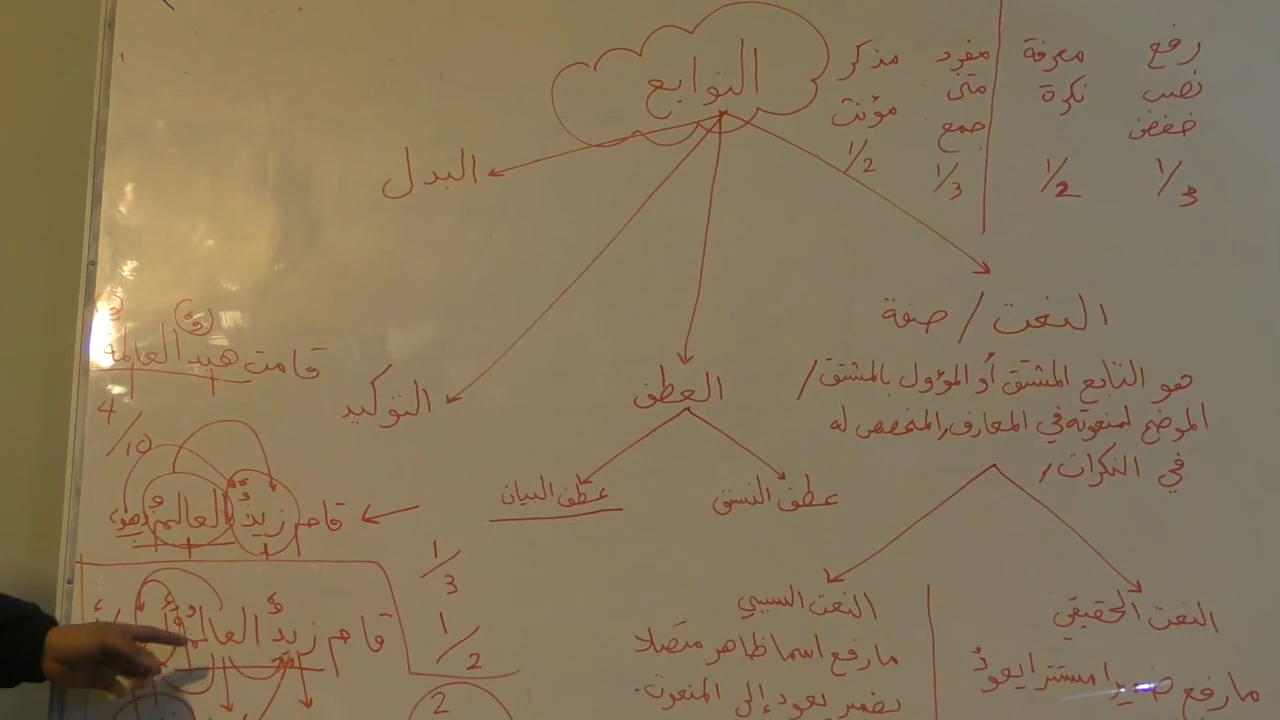 التوابع
رفع
نصب
خفض
1/3
معرفة
نكرة
1/2
مفرد
مثنى
جمع
1/3
مذكر
مؤنث
1/2
النعت / صفة
هو التابع المشتق أو المؤول بالمشتق /
الموضح لمنعوته في المعارف / المخصص له
في النكرات /
النعت الحقيقي
ما رفع ضميرا مستترا يعود
النعت السببي
ما رفع اسما ظاهر متصلا
بضمير يعود إلى المنعوت.
العطف
عطف النسق
عطف البيان
التوكيد
البدل
قامت هند العالمة
4/10
قام زيدٌ العالمُ (هو)
1/3
1/2
2
قام زيدٌ